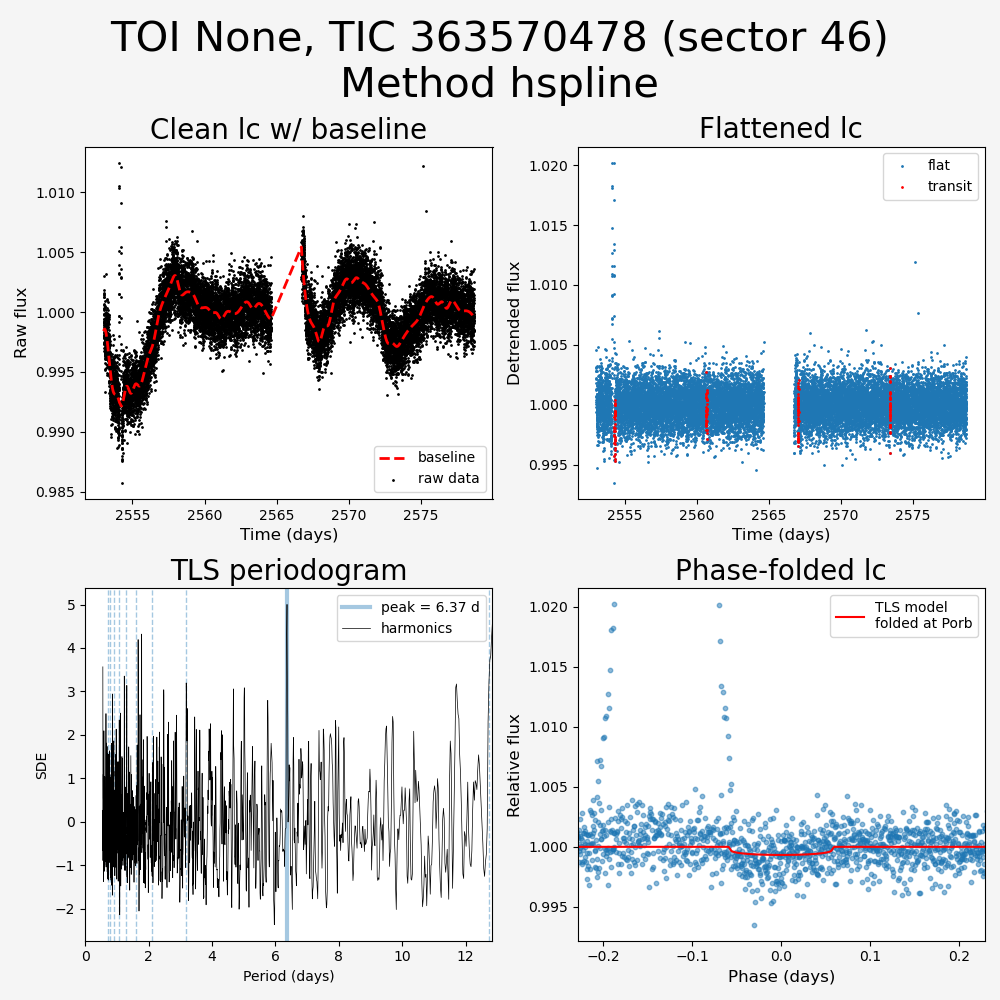 TOI None, TIC 363570478 (sector 46)
Method hspline
Clean lc w/ baseline
Raw flux
1.010
1.005
1.000
0.995
0.990
0.985
baseline
raw data
2555
2560
2565
2570
2575
Time (days)
Flattened lc
Detrended flux
1.020
1.015
1.010
1.005
1.000
0.995
flat
transit
2555
2560
2565
2570
2575
Time (days)
TLS periodogram
SDE
5
4
3
2
1
0
−1
−2
peak = 6.37 d
harmonics
0
2
4
6
8
10
12
Period (days)
Phase-folded lc
Relative flux
1.020
1.015
1.010
1.005
1.000
0.995
TLS model
folded at Porb
−0.2
−0.1
0.0
0.1
0.2
Phase (days)